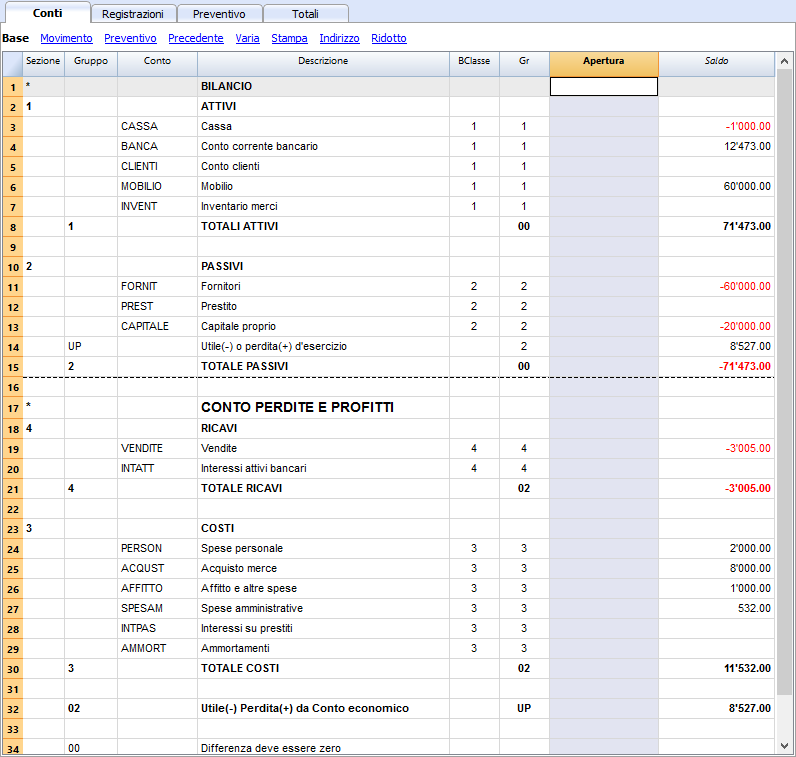 Conti Registrazioni Preventivo Totali
Base Movimento Preventivo Precedente Varia Stampa Indirizzo Ridotto
Sezione Gruppo Conto Descrizione BClasse Gr Apertura Saldo
1 * BILANCIO
2 1 ATTIVI
3 CASSA Cassa 1 1 -1'000.00
4 BANCA Conto corrente bancario 1 1 12'473.00
5 CLIENTI Conto clienti 1 1
6 MOBILIO Mobilio 1 1 60'000.00
7 INVENT Inventario merci 1 1
8 1 TOTALI ATTIVI 00 71'473.00
9
10 2 PASSIVI
11 FORNIT Fornitori 2 2 -60'000.00
12 PREST Prestito 2 2
13 CAPITALE Capitale proprio 2 2 -20'000.00
14 UP Utile(-) o perdita(+) d'esercizio 2 8'527.00
15 2 TOTALE PASSIVI 00 -71'473.00
16
17 * CONTO PERDITE E PROFITTI
18 4 RICAVI
19 VENDITE Vendite 4 4 -3'005.00
20 INTATT Interessi attivi bancari 4 4
21 4 TOTALE RICAVI 02 -3'005.00
22
23 3 COSTI
24 PERSON Spese personale 3 3 2'000.00
25 ACQUST Acquisto merce 3 3 8'000.00
26 AFFITTO Affitto e altre spese 3 3 1'000.00
27 SPESAM Spese amministrative 3 3 532.00
28 INTPAS Interessi su prestiti 3 3
29 AMMORT Ammortamenti 3 3
30 3 TOTALE COSTI 02 11'532.00
31
32 02 Utile(-) Perdita(+) da Conto economico UP 8'527.00
33
34 00 Differenza deve essere zero